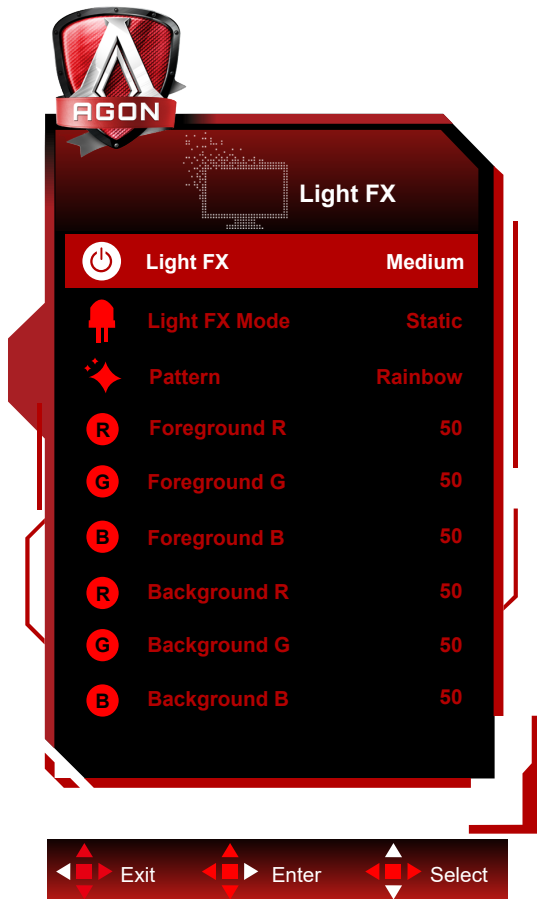 AGON
Light FX
Light FX Medium
Light FX Mode Static
Pattern Rainbow
R Foreground R 50
G Foreground G 50
B Foreground B 50
R Background R 50
G Background G 50
B Background B 50
Exit Enter Select